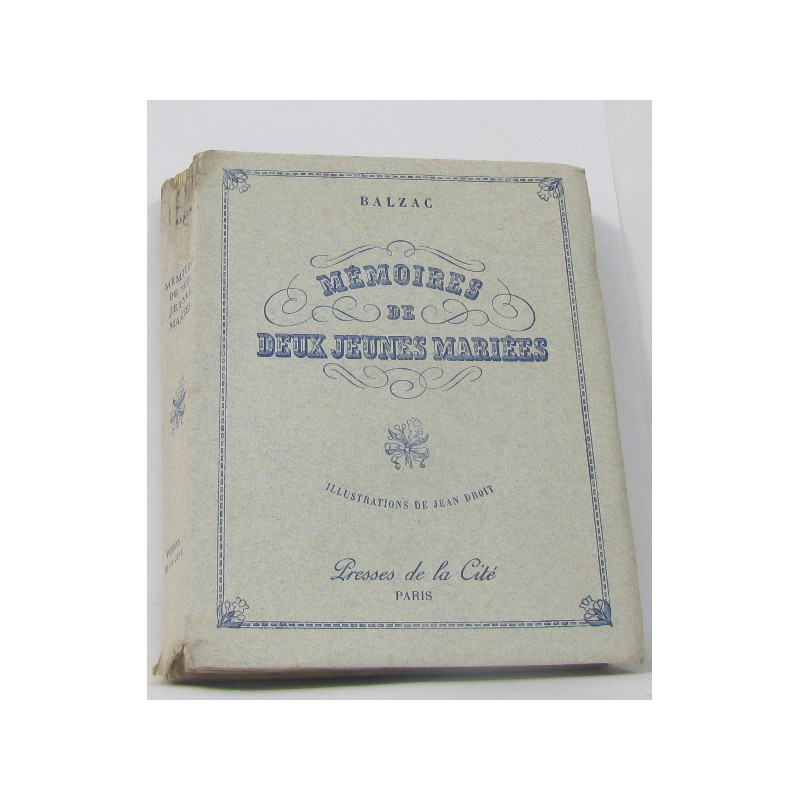 BALZAC
MÉMOIRES
DE
DEUX JEUNES MARIÉES
ILLUSTRATIONS DE JEAN DROIT
Presses de la Cité
PARIS